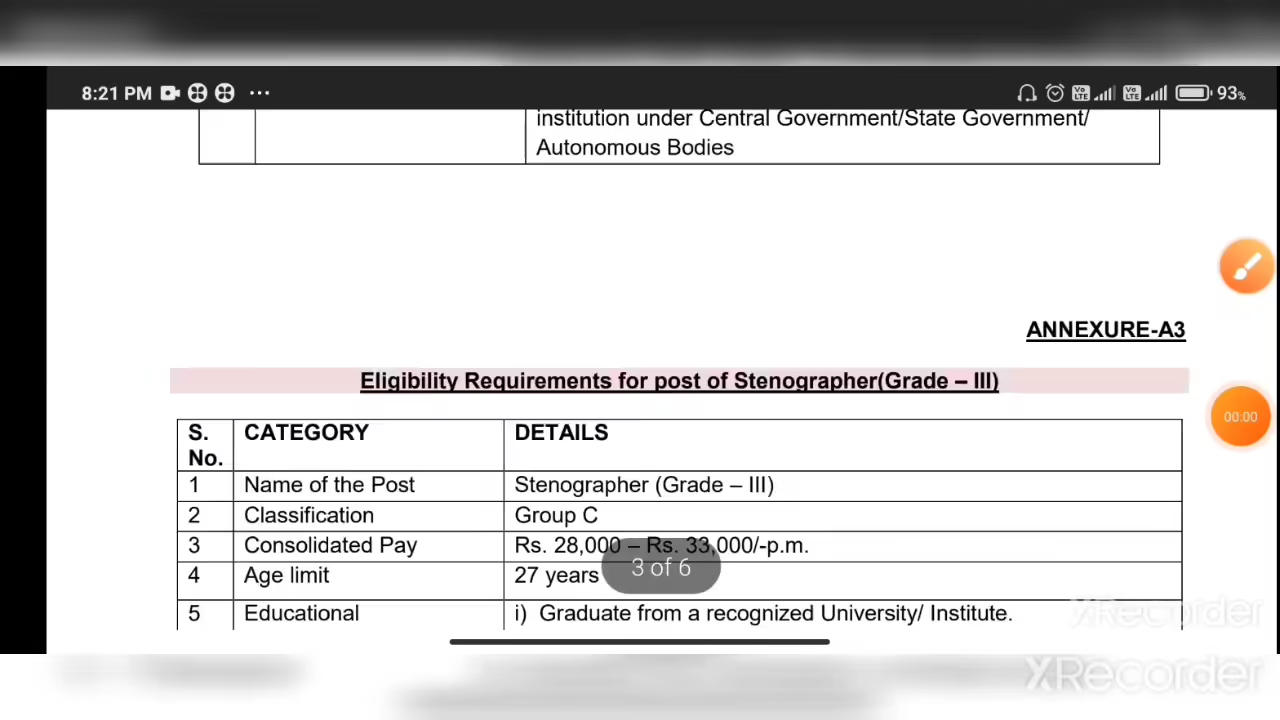 8:21 PM ... 93%
institution under Central Government/State Government/
Autonomous Bodies
ANNEXURE-A3
Eligibility Requirements for post of Stenographer(Grade – III)
S. No. CATEGORY DETAILS
1 Name of the Post Stenographer (Grade – III)
2 Classification Group C
3 Consolidated Pay Rs. 28,000 – Rs. 33,000/-p.m.
4 Age limit 27 years
5 Educational i) Graduate from a recognized University/ Institute.
3 of 6
00:00
XRecorder
XRecorder